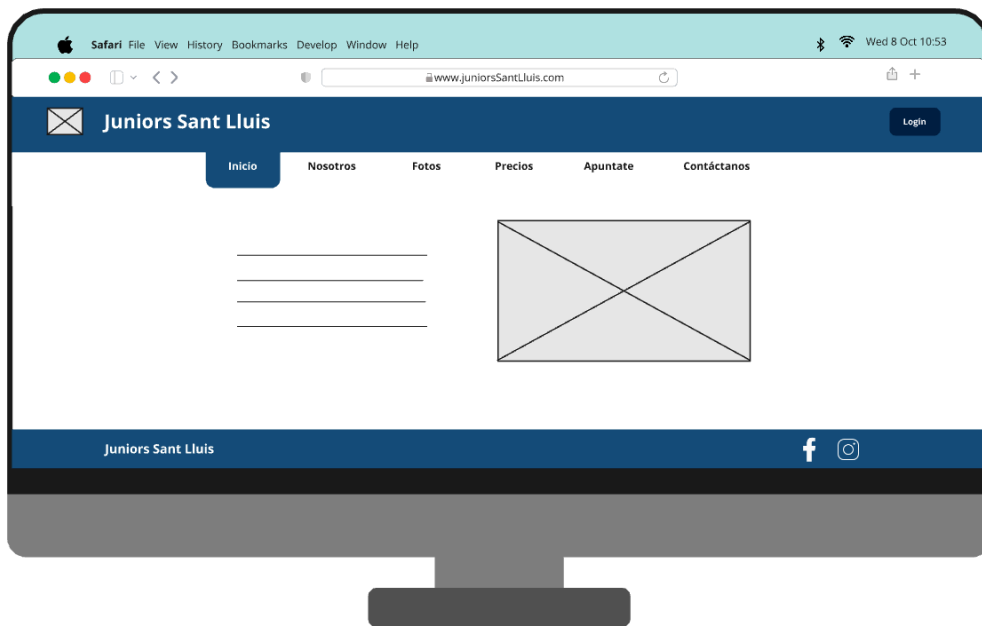 Safari File View History Bookmarks Develop Window Help
Wed 8 Oct 10:53
www.juniorsSantLluis.com
Juniors Sant Lluis
Login
Inicio Nosotros Fotos Precios Apuntate Contáctanos
Juniors Sant Lluis